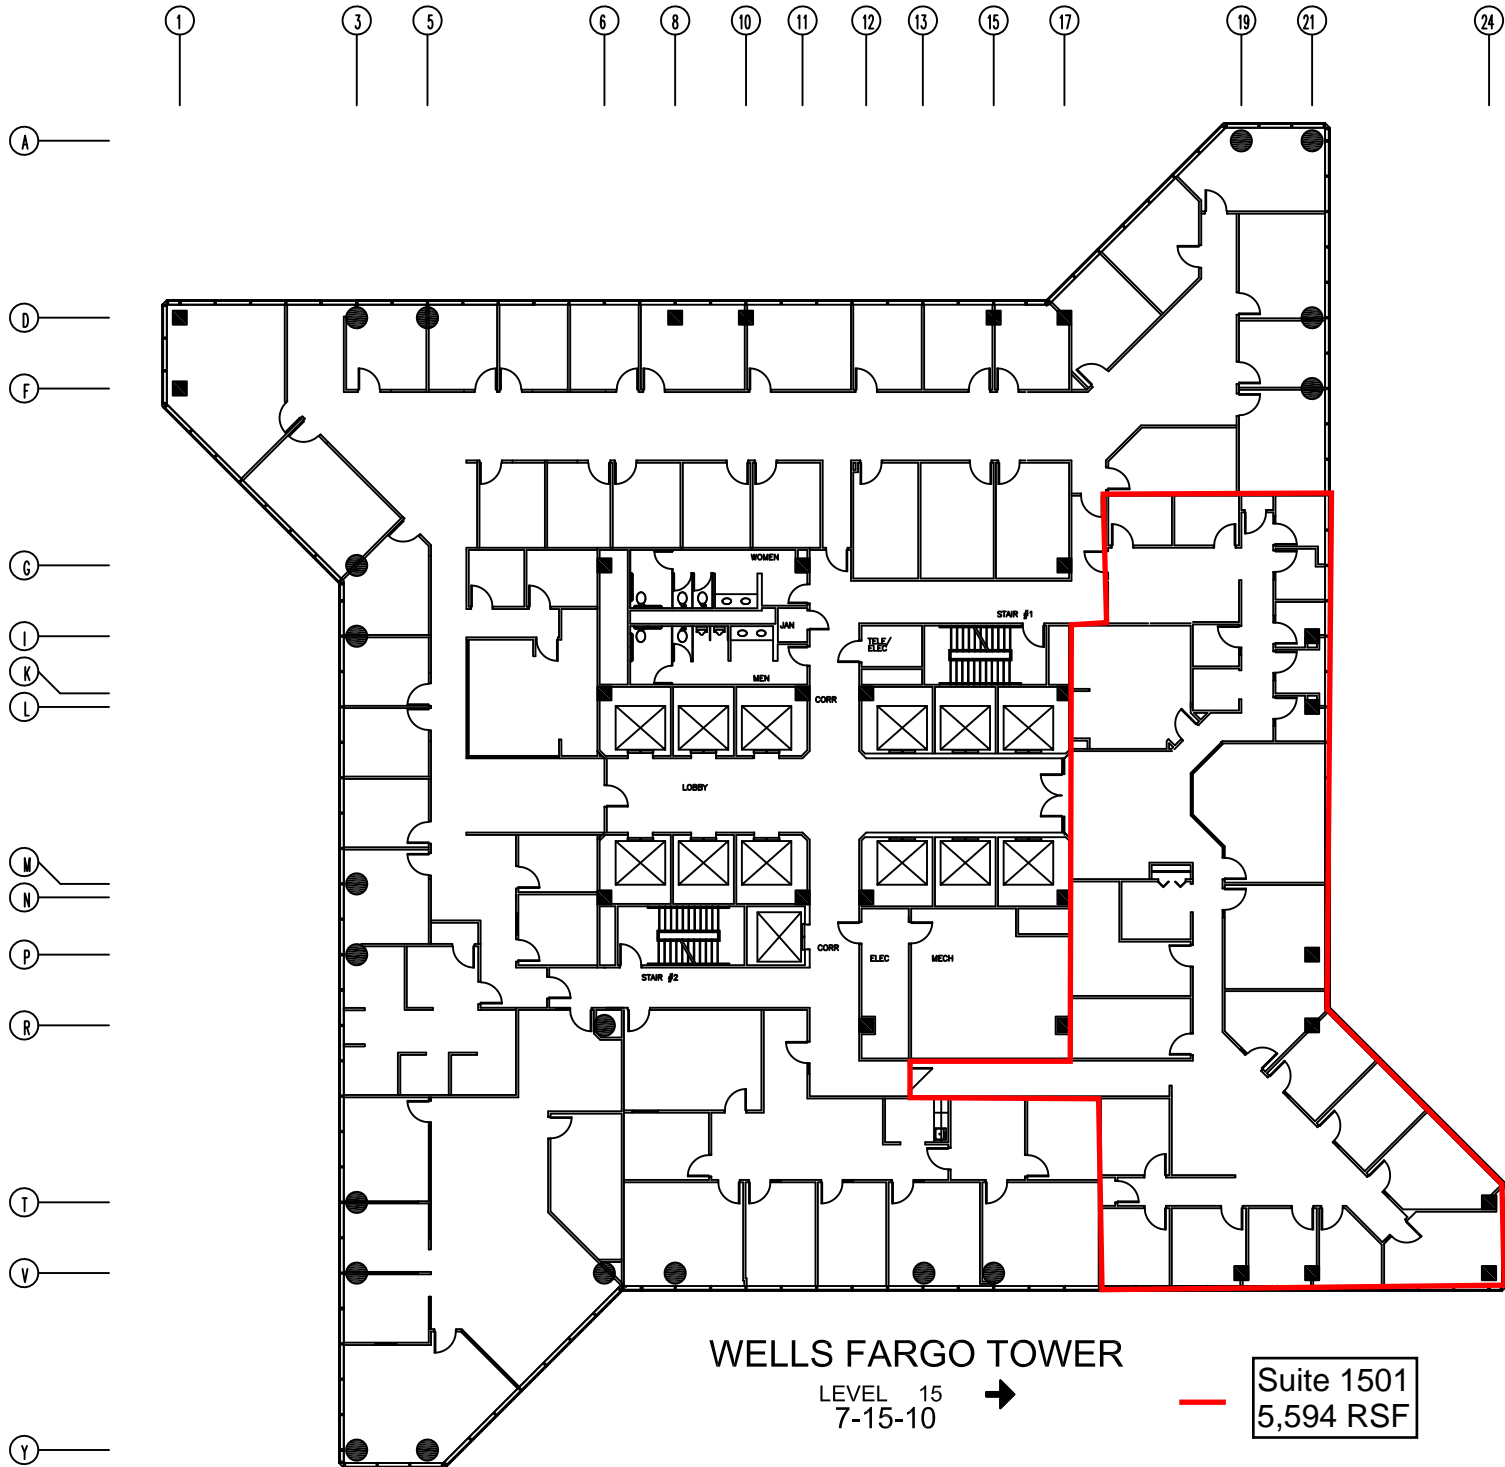 1 3 5 6 8 10 11 12 13 15 17 19 21 24
A
D
F
G
I
K
L
M
N
P
R
T
V
Y
WOMEN
JAN
MEN
STAIR #1
TELE/
ELEC
CORR
LOBBY
CORR
ELEC
MECH
STAIR #2
WELLS FARGO TOWER
LEVEL 15
7-15-10
Suite 1501
5,594 RSF